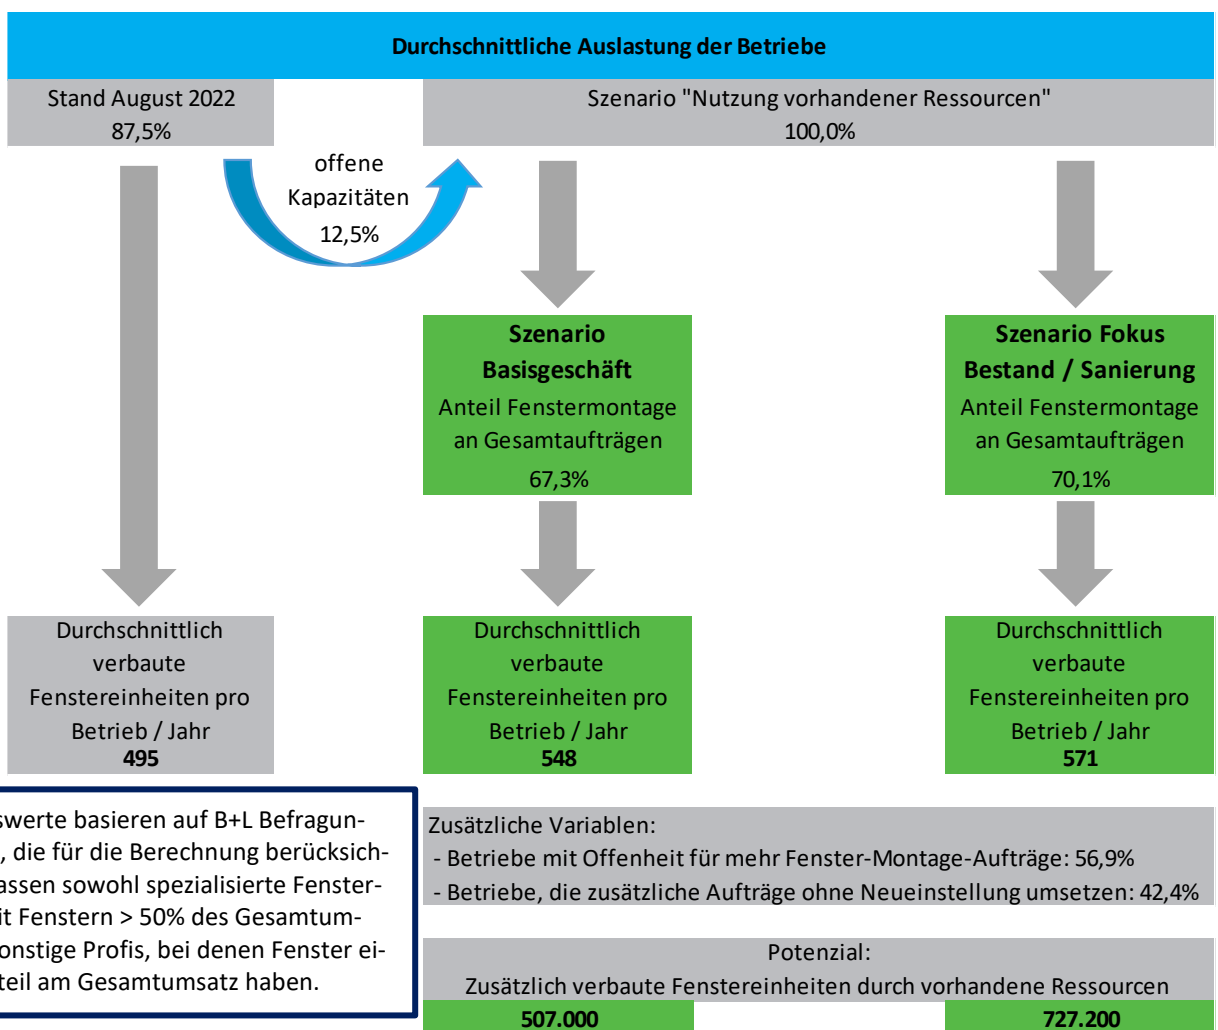 Durchschnittliche Auslastung der Betriebe
Stand August 2022
87,5%
Szenario "Nutzung vorhandener Ressourcen"
100,0%
offene
Kapazitäten
12,5%
Szenario
Basisgeschäft
Anteil Fenstermontage
an Gesamtaufträgen
67,3%
Szenario Fokus
Bestand / Sanierung
Anteil Fenstermontage
an Gesamtaufträgen
70,1%
Durchschnittlich
verbaute
Fenstereinheiten pro
Betrieb / Jahr
495
Durchschnittlich
verbaute
Fenstereinheiten pro
Betrieb / Jahr
548
Durchschnittlich
verbaute
Fenstereinheiten pro
Betrieb / Jahr
571
swerte basieren auf B+L Befragun-
, die für die Berechnung berücksich-
assen sowohl spezialisierte Fenster-
it Fenstern > 50% des Gesamtum-
onstige Profis, bei denen Fenster ei-
teil am Gesamtumsatz haben.
Zusätzliche Variablen:
- Betriebe mit Offenheit für mehr Fenster-Montage-Aufträge: 56,9%
- Betriebe, die zusätzliche Aufträge ohne Neueinstellung umsetzen: 42,4%
Potenzial:
Zusätzlich verbaute Fenstereinheiten durch vorhandene Ressourcen
507.000
727.200